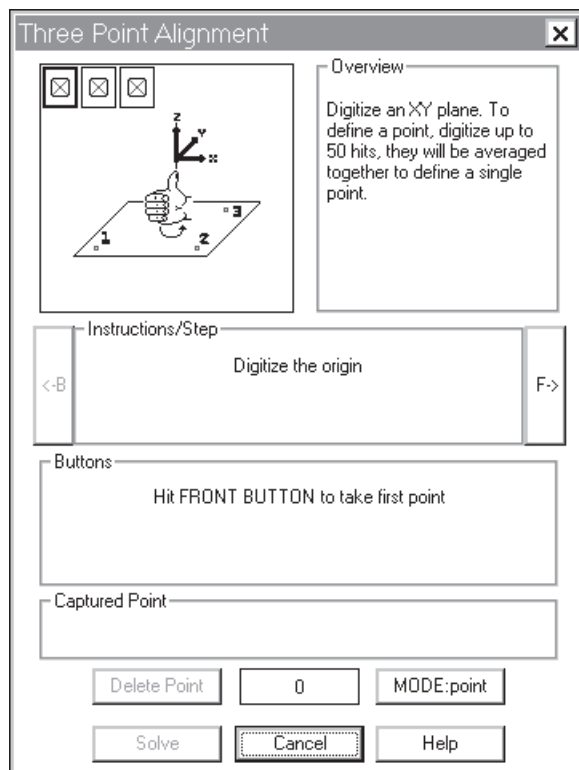 Three Point Alignment
Overview
Digitize an XY plane. To
define a point, digitize up to
50 hits, they will be averaged
together to define a single
point.
Z
Y
X
1
2
3
Instructions/Step
<-B
Digitize the origin
F->
Buttons
Hit FRONT BUTTON to take first point
Captured Point
Delete Point
0
MODE:point
Solve
Cancel
Help